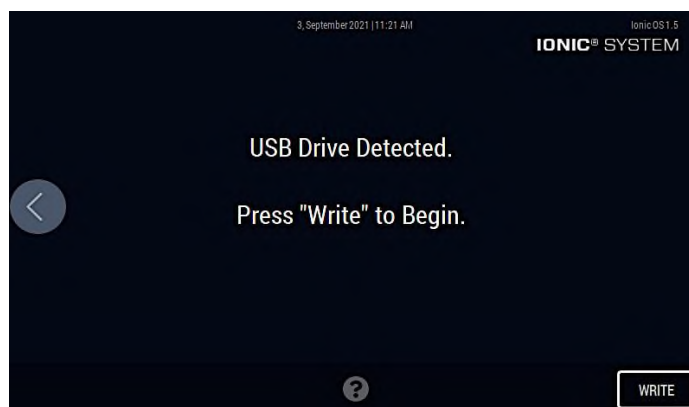 3, September 2021 | 11:21 AM
Ionic OS 1.5
IONIC® SYSTEM
USB Drive Detected.
Press "Write" to Begin.
?
WRITE